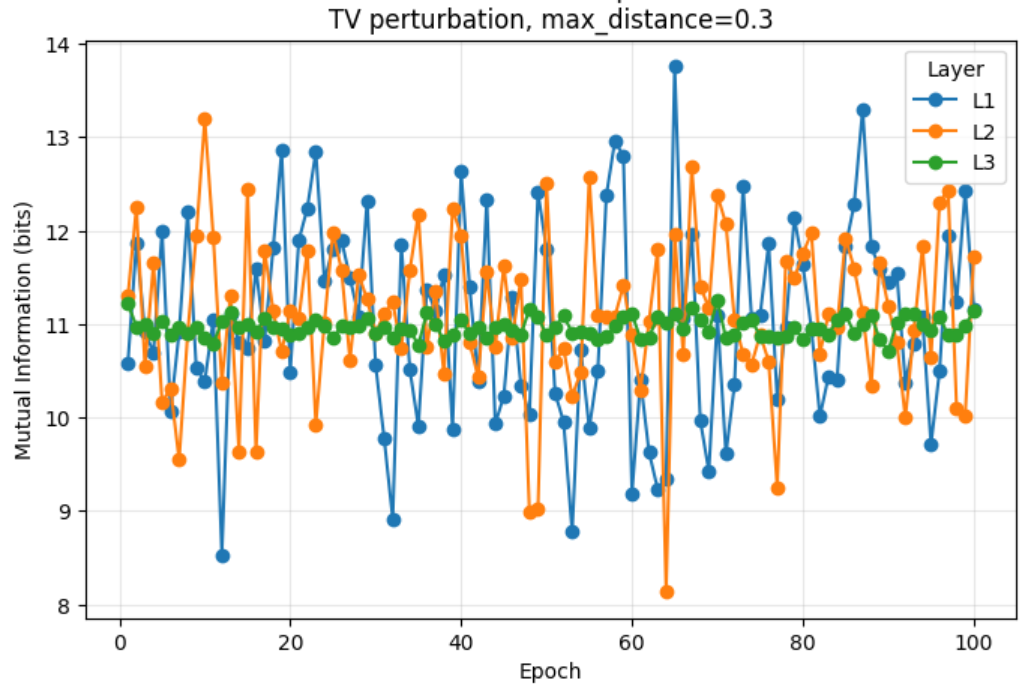 TV perturbation, max_distance=0.3
14
13
12
11
10
9
8
Mutual Information (bits)
0
20
40
60
80
100
Epoch
Layer
L1
L2
L3